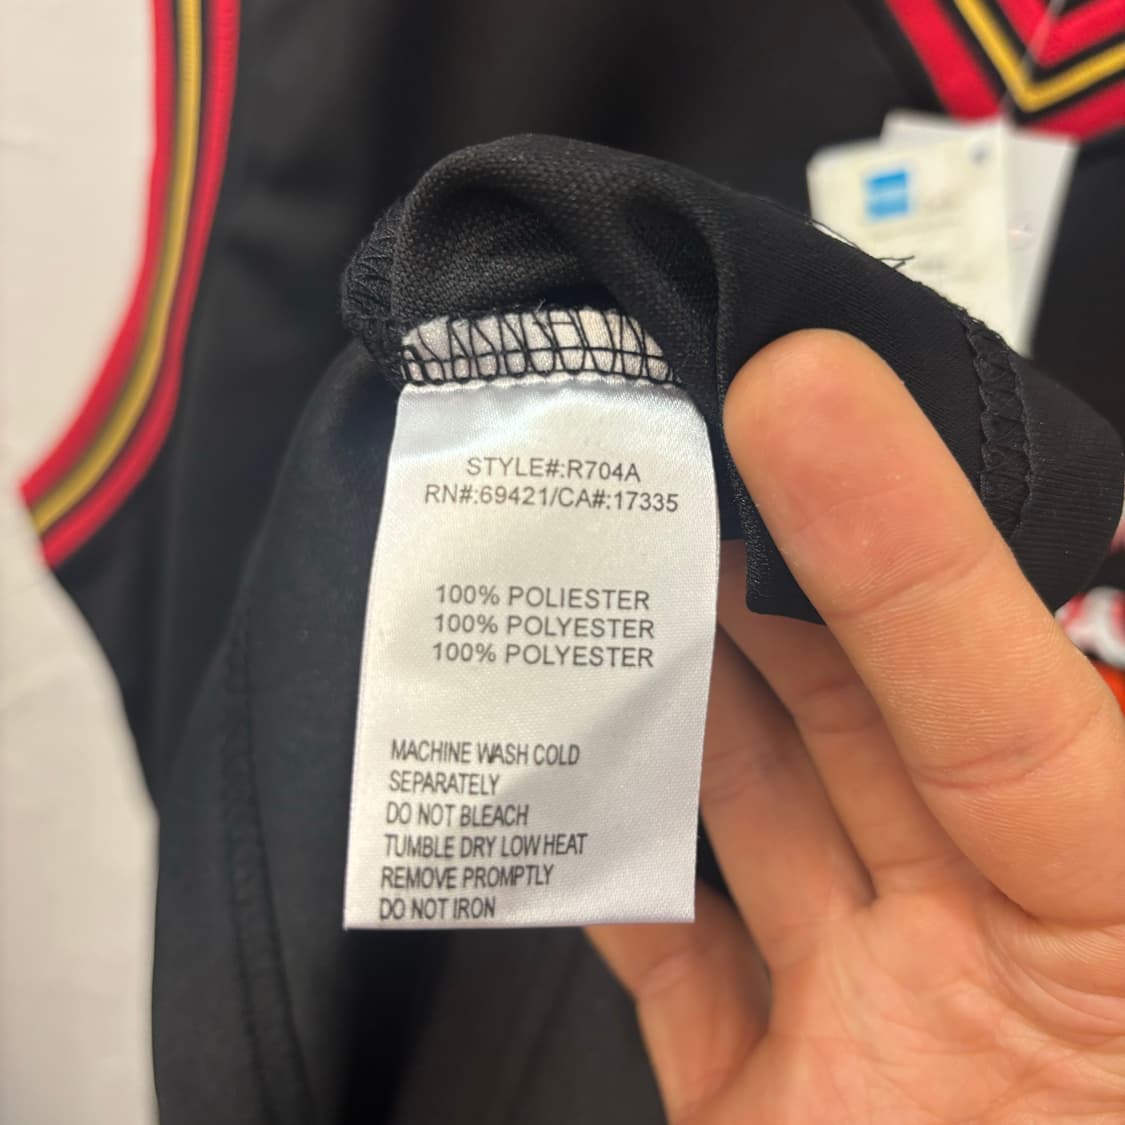 STYLE#:R704A
RN#:69421/CA#:17335
100% POLIESTER
100% POLYESTER
100% POLYESTER
MACHINE WASH COLD
SEPARATELY
DO NOT BLEACH
TUMBLE DRY LOW HEAT
REMOVE PROMPTLY
DO NOT IRON